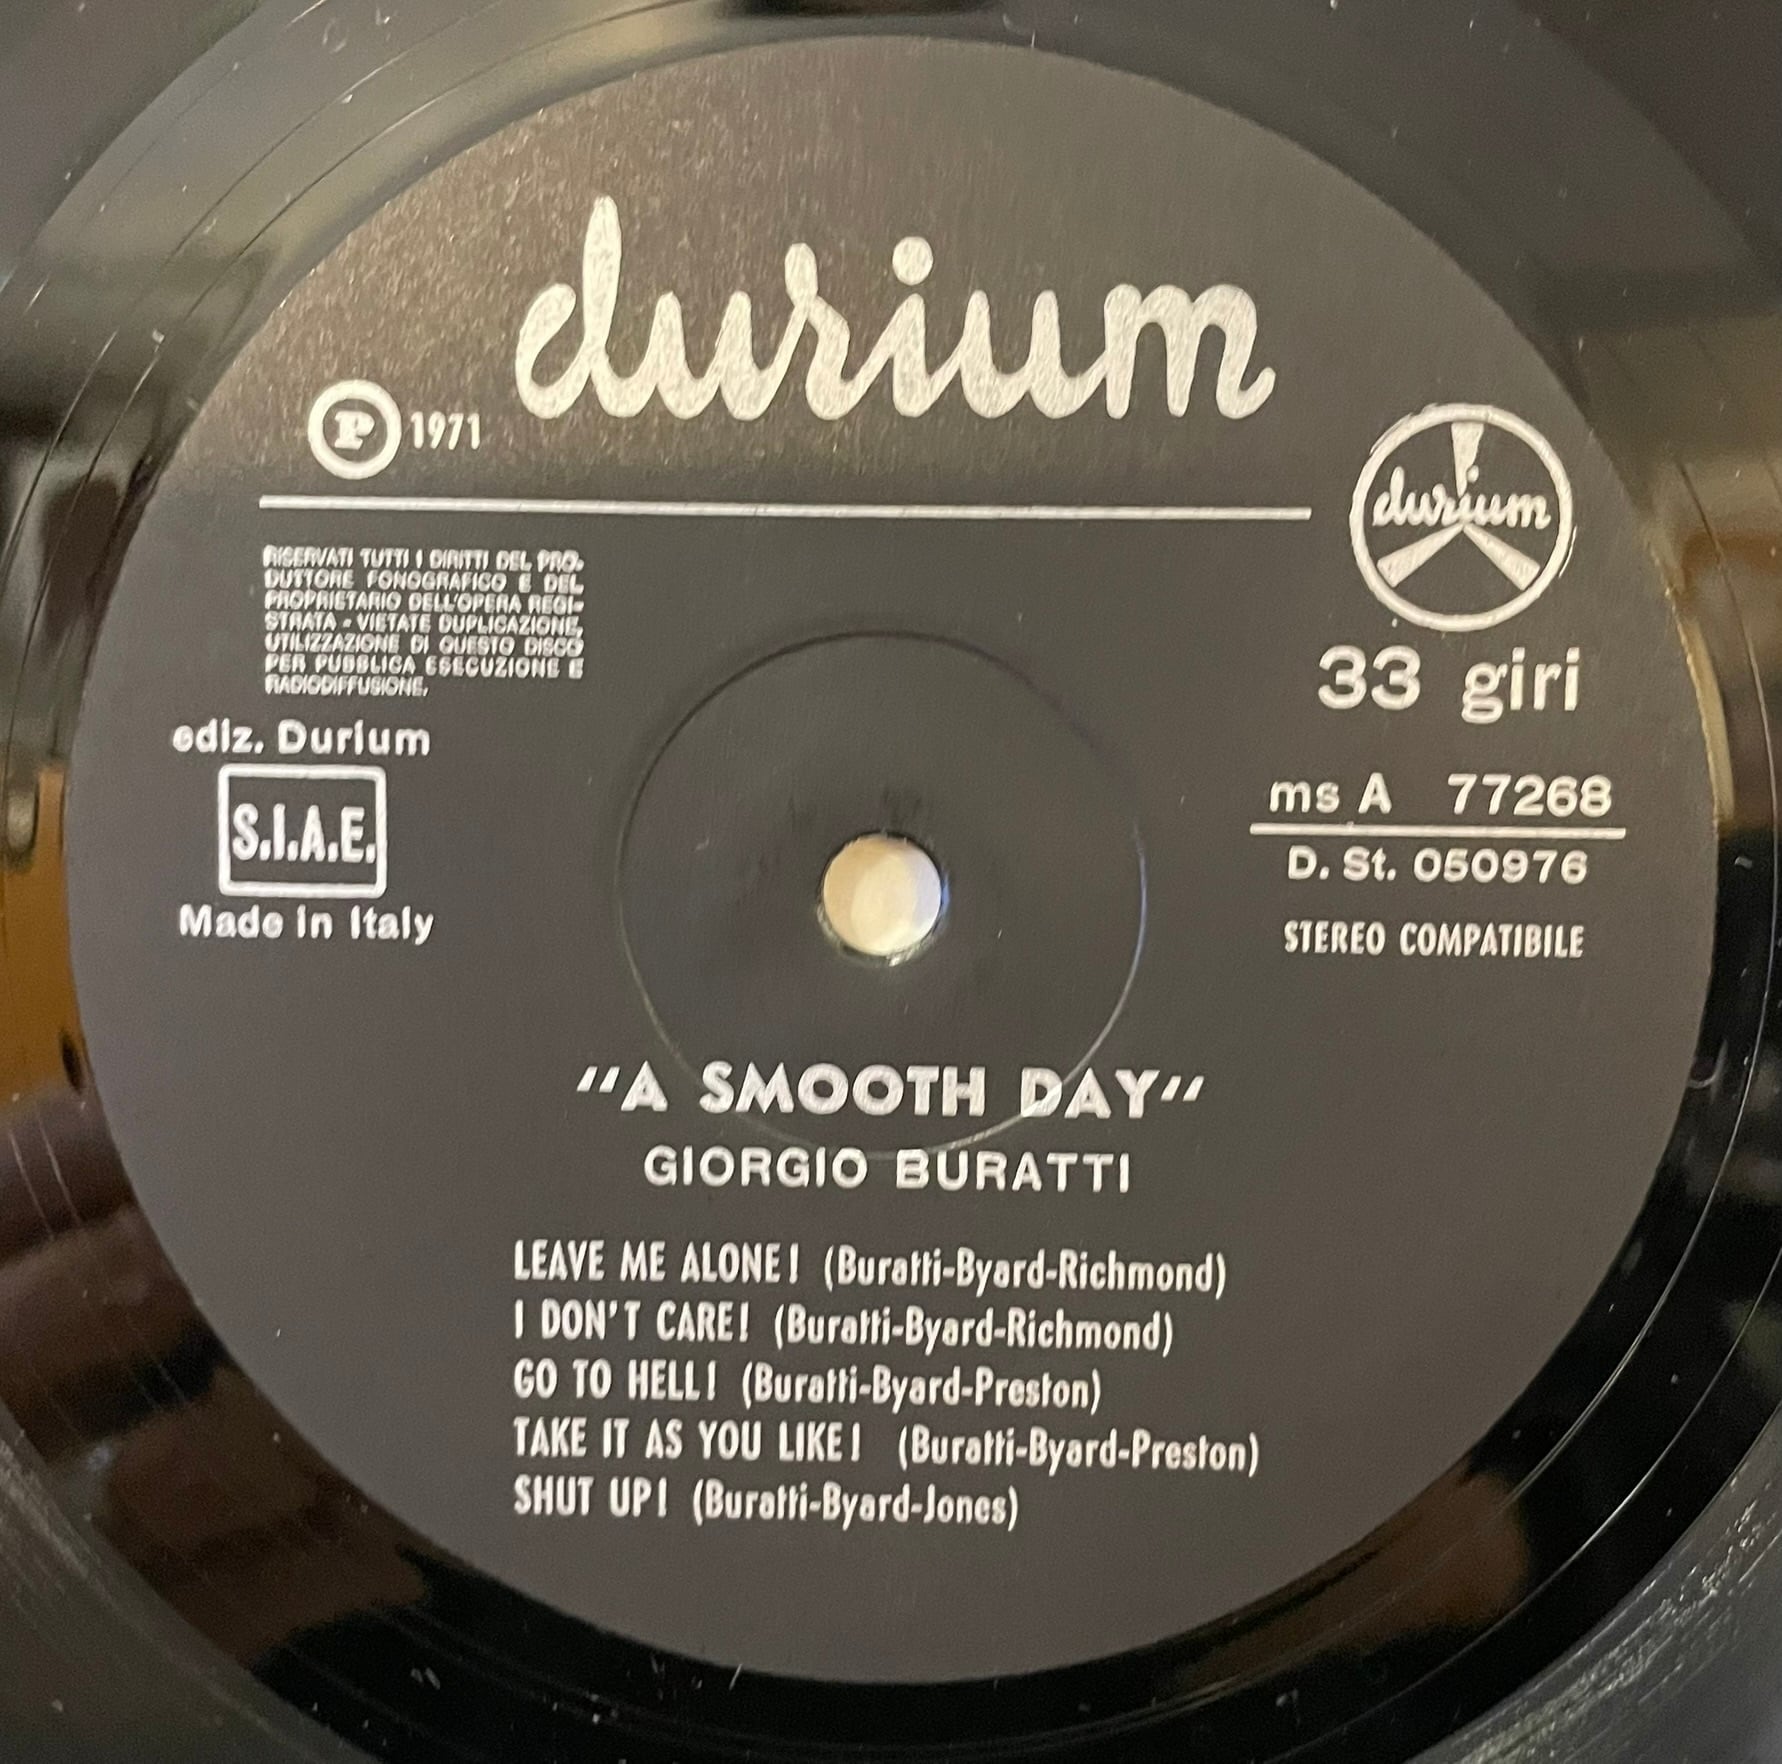 durium
Ⓟ 1971
durium
RISERVATI TUTTI I DIRITTI DEL PRO-
DUTTORE FONOGRAFICO E DEL
PROPRIETARIO DELL'OPERA REGI-
STRATA - VIETATE DUPLICAZIONE,
UTILIZZAZIONE DI QUESTO DISCO
PER PUBBLICA ESECUZIONE E
RADIODIFFUSIONE.
33 giri
ediz. Durium
S.I.A.E.
Made in Italy
ms A 77268
D. St. 050976
STEREO COMPATIBILE
"A SMOOTH DAY"
GIORGIO BURATTI
LEAVE ME ALONE! (Buratti-Byard-Richmond)
I DON'T CARE! (Buratti-Byard-Richmond)
GO TO HELL! (Buratti-Byard-Preston)
TAKE IT AS YOU LIKE! (Buratti-Byard-Preston)
SHUT UP! (Buratti-Byard-Jones)